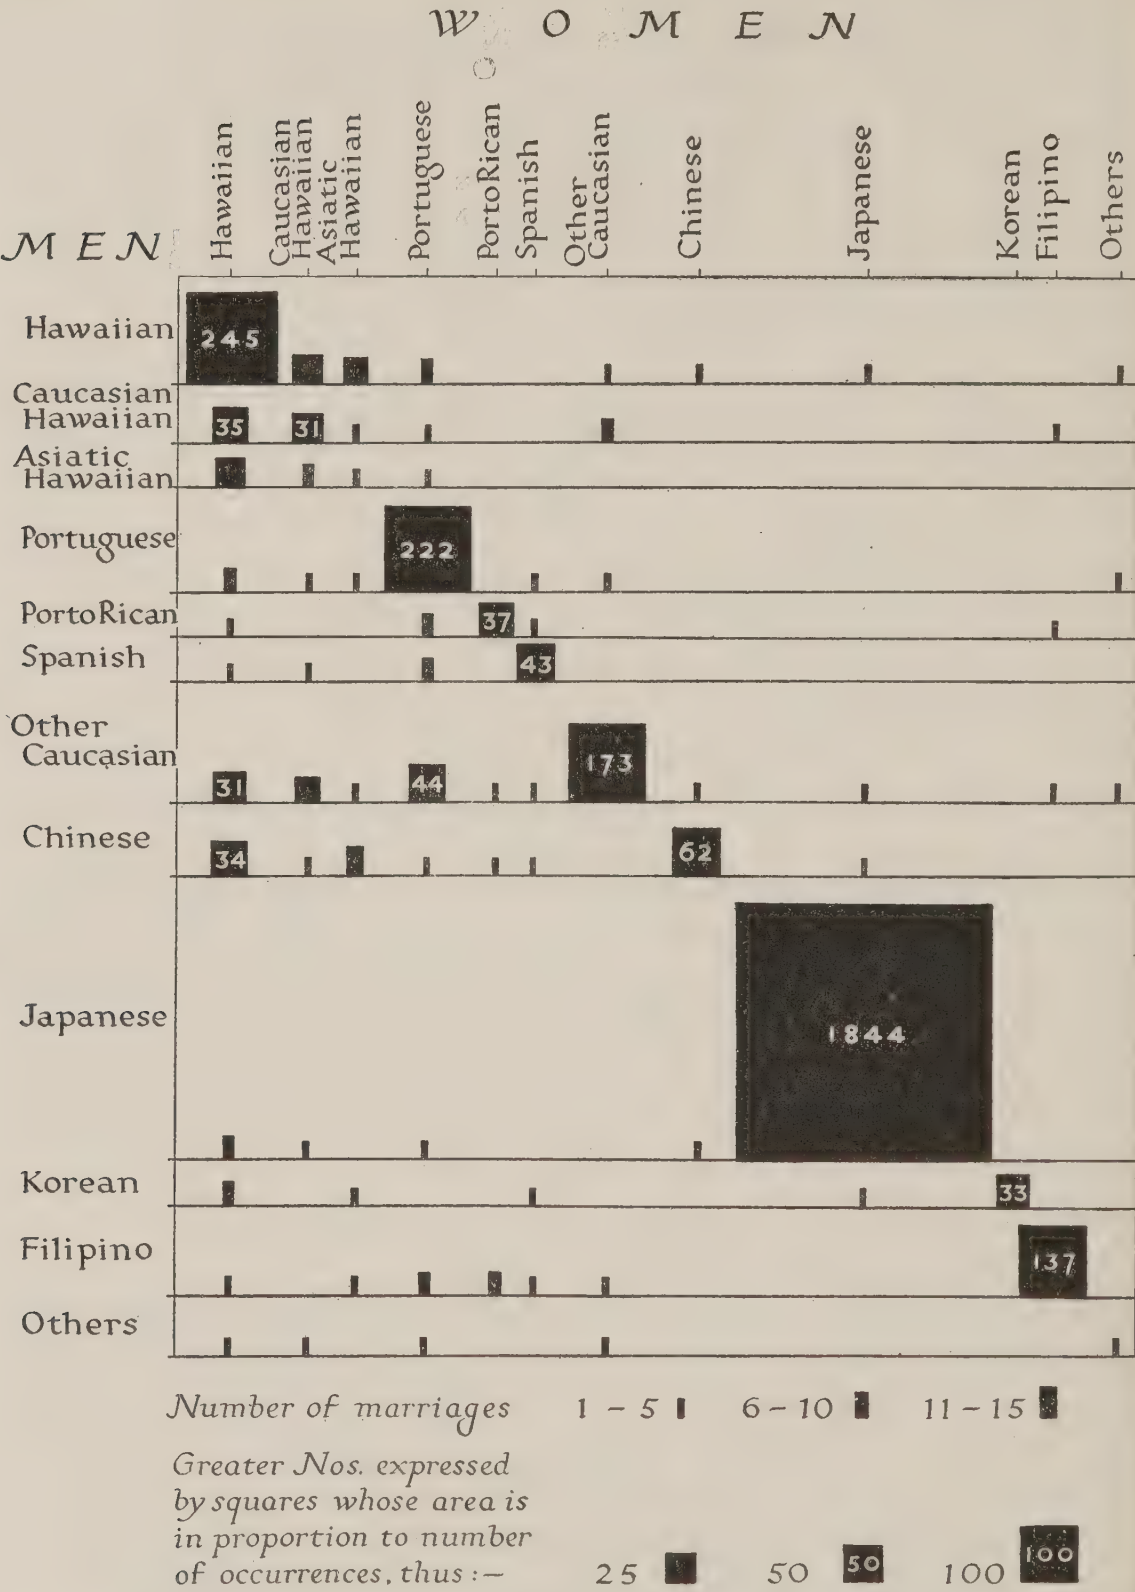 WOMEN
Hawaiian
Caucasian
Hawaiian
Asiatic
Hawaiian
Portuguese
PortoRican
Spanish
Other
Caucasian
Chinese
Japanese
Korean
Filipino
Others
MEN
Hawaiian
245
Caucasian
Hawaiian
35 31
Asiatic
Hawaiian
Portuguese
222
PortoRican
37
Spanish
43
Other
Caucasian
173
31 44
Chinese
34 62
Japanese
1844
Korean
33
Filipino
137
Others
Number of marriages 1 – 5 6 – 10 11 – 15
Greater Nos. expressed
by squares whose area is
in proportion to number
of occurrences, thus :–
25 50 50 100 100